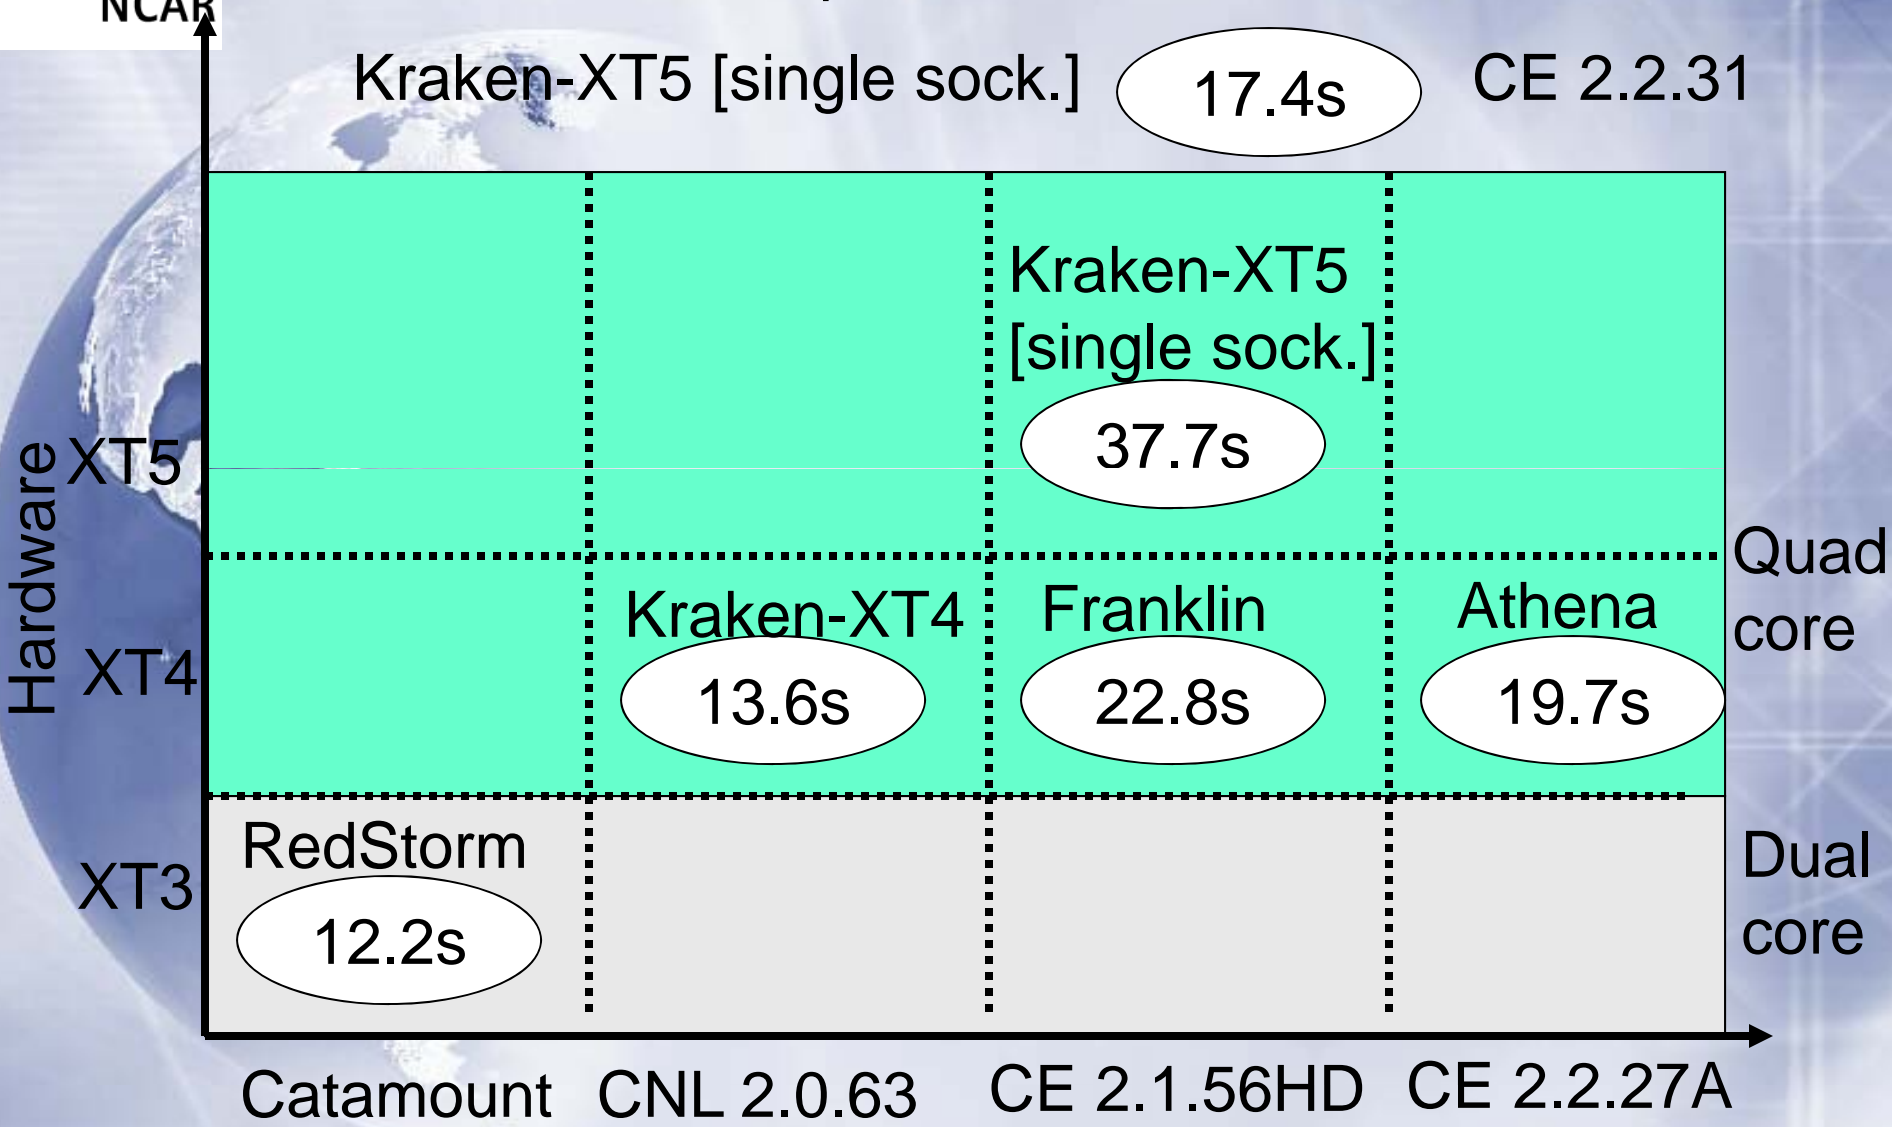 NCAR
Kraken-XT5 [single sock.] 17.4s CE 2.2.31
Kraken-XT5
[single sock.]
37.7s
Hardware
XT5
Quad
core
Kraken-XT4 Franklin Athena
XT4 13.6s 22.8s 19.7s
RedStorm
XT3
12.2s
Dual
core
Catamount CNL 2.0.63 CE 2.1.56HD CE 2.2.27A